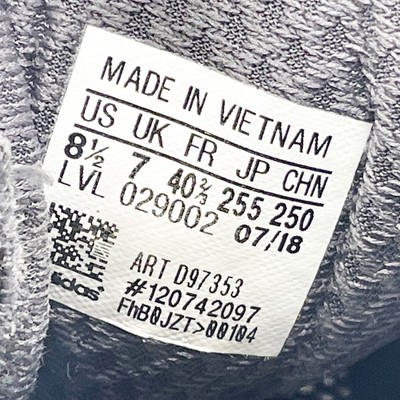 MADE IN VIETNAM
US UK FR JP CHN
8½ 7 40⅔ 255 250
LVL 029002 07/18
ART D97353
#120742097
FhB0JZT>00104
adidas